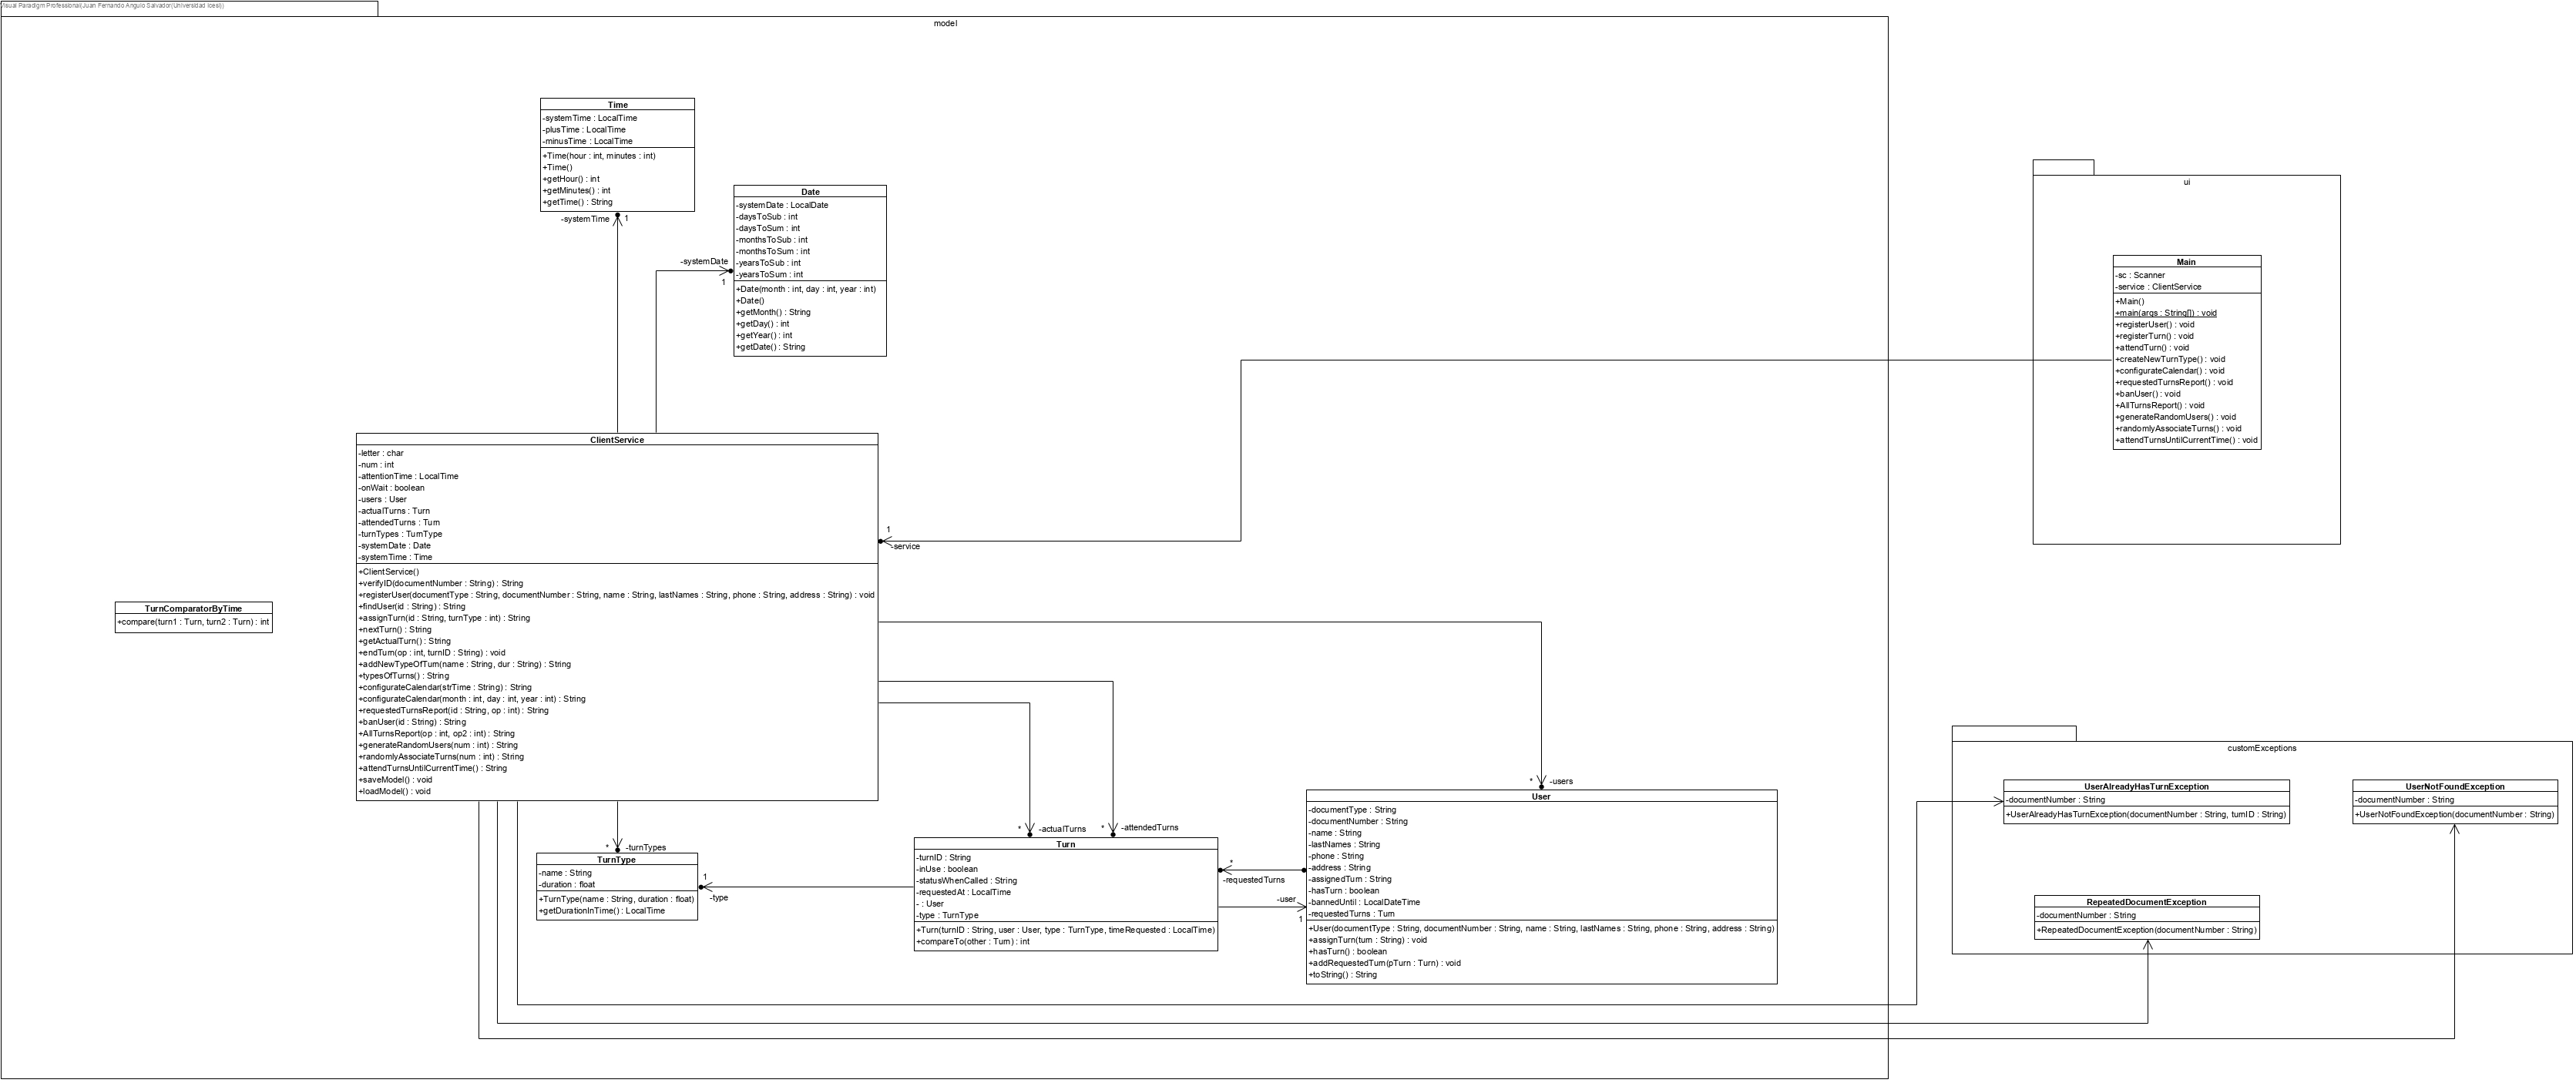 Visual Paradigm Professional(Juan Fernando Angulo Salvador(Universidad Icesi))
model
Time
-systemTime : LocalTime
-plusTime : LocalTime
-minusTime : LocalTime
+Time(hour : int, minutes : int)
+Time()
+getHour() : int
+getMinutes() : int
+getTime() : String
-systemTime
1
Date
-systemDate : LocalDate
-daysToSub : int
-daysToSum : int
-monthsToSub : int
-monthsToSum : int
-yearsToSub : int
-yearsToSum : int
+Date(month : int, day : int, year : int)
+Date()
+getMonth() : String
+getDay() : int
+getYear() : int
+getDate() : String
-systemDate
1
ui
Main
-sc : Scanner
-service : ClientService
+Main()
+main(args : String[]) : void
+registerUser() : void
+registerTurn() : void
+attendTurn() : void
+createNewTurnType() : void
+configurateCalendar() : void
+requestedTurnsReport() : void
+banUser() : void
+AllTurnsReport() : void
+generateRandomUsers() : void
+randomlyAssociateTurns() : void
+attendTurnsUntilCurrentTime() : void
ClientService
-letter : char
-num : int
-attentionTime : LocalTime
-onWait : boolean
-users : User
-actualTurns : Turn
-attendedTurns : Turn
-turnTypes : TurnType
-systemDate : Date
-systemTime : Time
+ClientService()
+verifyID(documentNumber : String) : String
+registerUser(documentType : String, documentNumber : String, name : String, lastNames : String, phone : String, address : String) : void
+findUser(id : String) : String
+assignTurn(id : String, turnType : int) : String
+nextTurn() : String
+getActualTurn() : String
+endTurn(op : int, turnID : String) : void
+addNewTypeOfTurn(name : String, dur : String) : String
+typesOfTurns() : String
+configurateCalendar(strTime : String) : String
+configurateCalendar(month : int, day : int, year : int) : String
+requestedTurnsReport(id : String, op : int) : String
+banUser(id : String) : String
+AllTurnsReport(op : int, op2 : int) : String
+generateRandomUsers(num : int) : String
+randomlyAssociateTurns(num : int) : String
+attendTurnsUntilCurrentTime() : String
+saveModel() : void
+loadModel() : void
1
-service
TurnComparatorByTime
+compare(turn1 : Turn, turn2 : Turn) : int
*
-turnTypes
TurnType
-name : String
-duration : float
+TurnType(name : String, duration : float)
+getDurationInTime() : LocalTime
1
-type
*
-actualTurns
*
-attendedTurns
Turn
-turnID : String
-inUse : boolean
-statusWhenCalled : String
-requestedAt : LocalTime
- : User
-type : TurnType
+Turn(turnID : String, user : User, type : TurnType, timeRequested : LocalTime)
+compareTo(other : Turn) : int
*
-requestedTurns
-user
1
*
-users
User
-documentType : String
-documentNumber : String
-name : String
-lastNames : String
-phone : String
-address : String
-assignedTurn : String
-hasTurn : boolean
-bannedUntil : LocalDateTime
-requestedTurns : Turn
+User(documentType : String, documentNumber : String, name : String, lastNames : String, phone : String, address : String)
+assignTurn(turn : String) : void
+hasTurn() : boolean
+addRequestedTurn(pTurn : Turn) : void
+toString() : String
customExceptions
UserAlreadyHasTurnException
-documentNumber : String
+UserAlreadyHasTurnException(documentNumber : String, turnID : String)
UserNotFoundException
-documentNumber : String
+UserNotFoundException(documentNumber : String)
RepeatedDocumentException
-documentNumber : String
+RepeatedDocumentException(documentNumber : String)